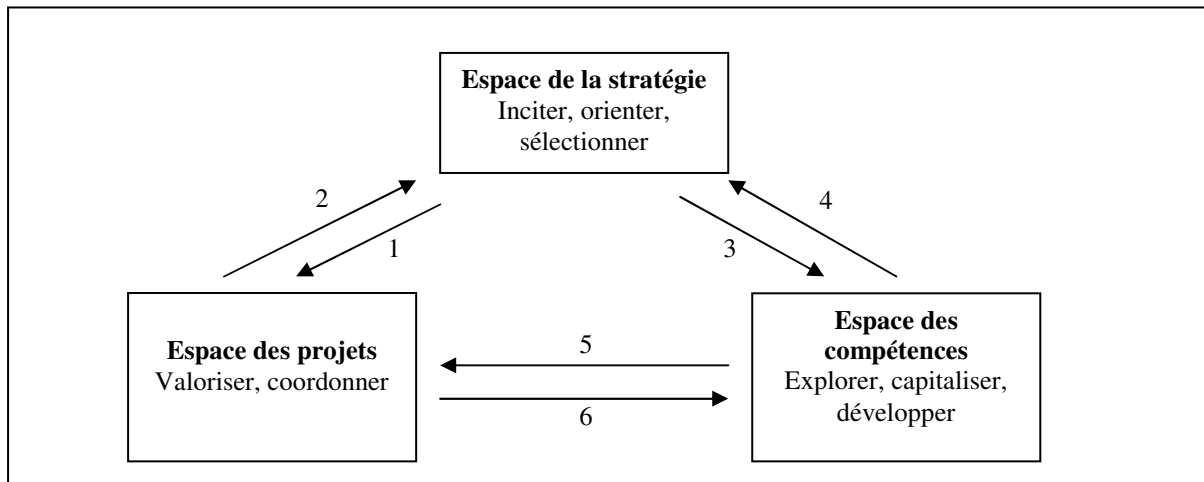 Espace de la stratégie
Inciter, orienter,
sélectionner
2
4
1
3
Espace des projets
Valoriser, coordonner
5
6
Espace des
compétences
Explorer, capitaliser,
développer